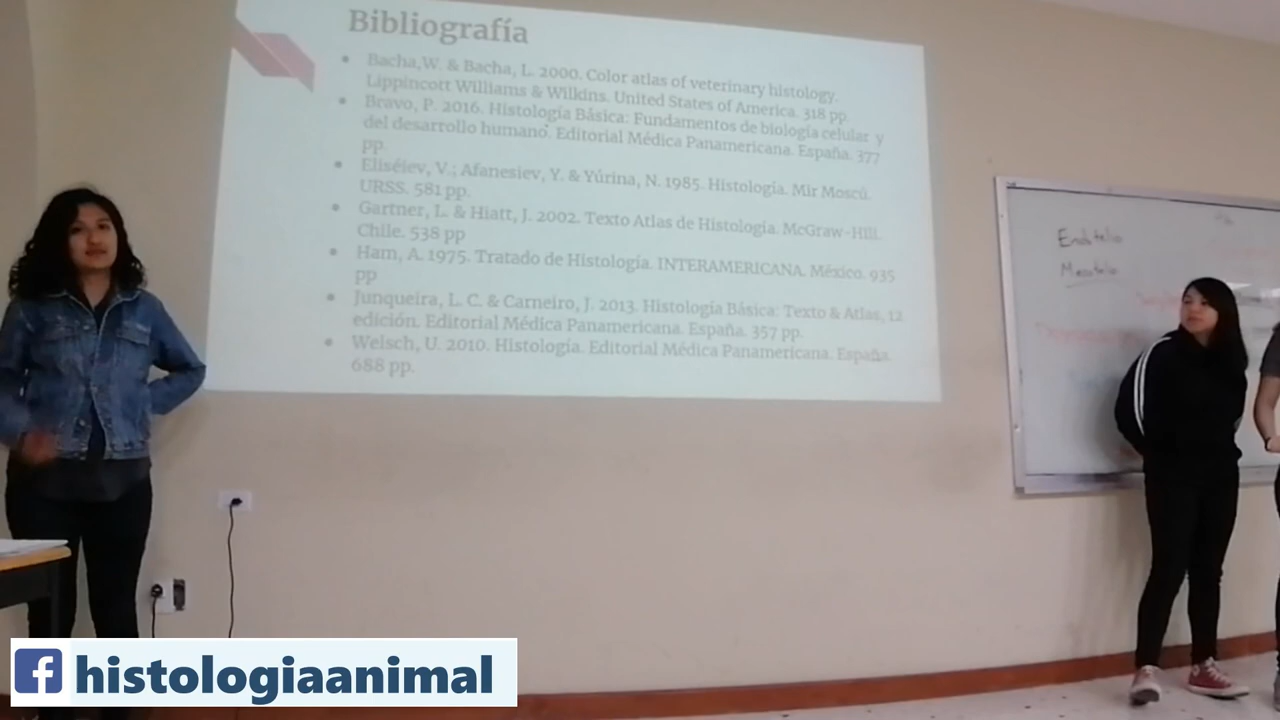 Bibliografía
Bacha,W. & Bacha, L. 2000. Color atlas of veterinary histology.
Lippincott Williams & Wilkins. United States of America. 318 pp.
Bravo, P. 2016. Histología Básica: Fundamentos de biología celular y
del desarrollo humano. Editorial Médica Panamericana. España. 377
pp.
Eliséiev, V.; Afanesiev, Y. & Yúrina, N. 1985. Histología. Mir Moscú.
URSS. 581 pp.
Gartner, L. & Hiatt, J. 2002. Texto Atlas de Histología. McGraw-Hill.
Chile. 538 pp
Ham, A. 1975. Tratado de Histología. INTERAMERICANA. México. 935
pp
Junqueira, L. C. & Carneiro, J. 2013. Histología Básica: Texto & Atlas, 12
edición. Editorial Médica Panamericana. España. 357 pp.
Welsch, U. 2010. Histología. Editorial Médica Panamericana. España.
688 pp.
Endotelio
Mesotelio
histologiaanimal